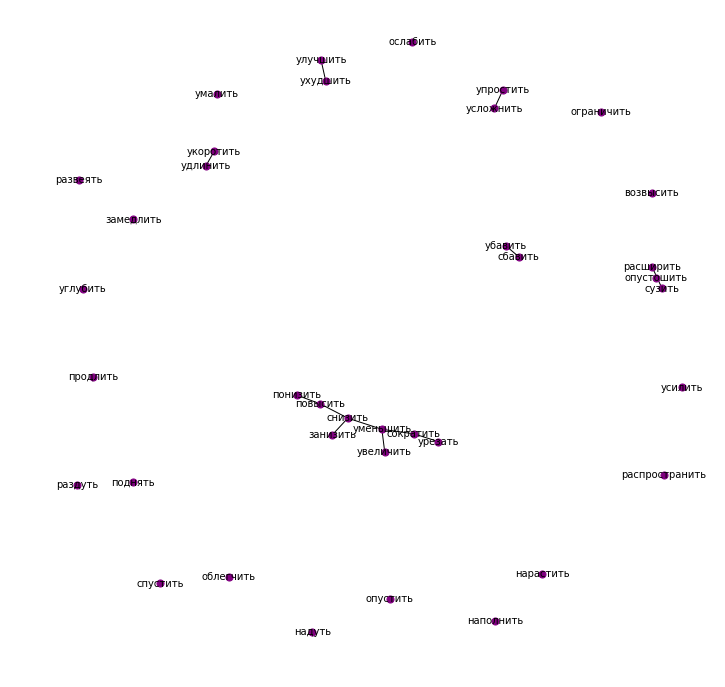 ослабить
улучшить
ухудшить
упростить
умалить
усложнить
ограничить
укоротить
удлинить
развеять
возвысить
замедлить
убавить
сбавить
расширить
опустошить
углубить
сузить
продлить
усилить
понизить
повысить
снизить
уменьшить
занизить
сократить
урезать
увеличить
распространить
поднять
раздуть
нарастить
облегчить
спустить
опустить
наполнить
надуть